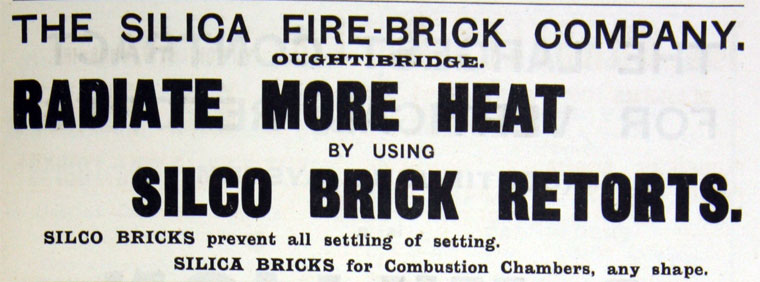 THE SILICA FIRE-BRICK COMPANY.
OUGHTIBRIDGE.
RADIATE MORE HEAT
BY USING
SILCO BRICK RETORTS.
SILCO BRICKS prevent all settling of setting.
SILICA BRICKS for Combustion Chambers, any shape.